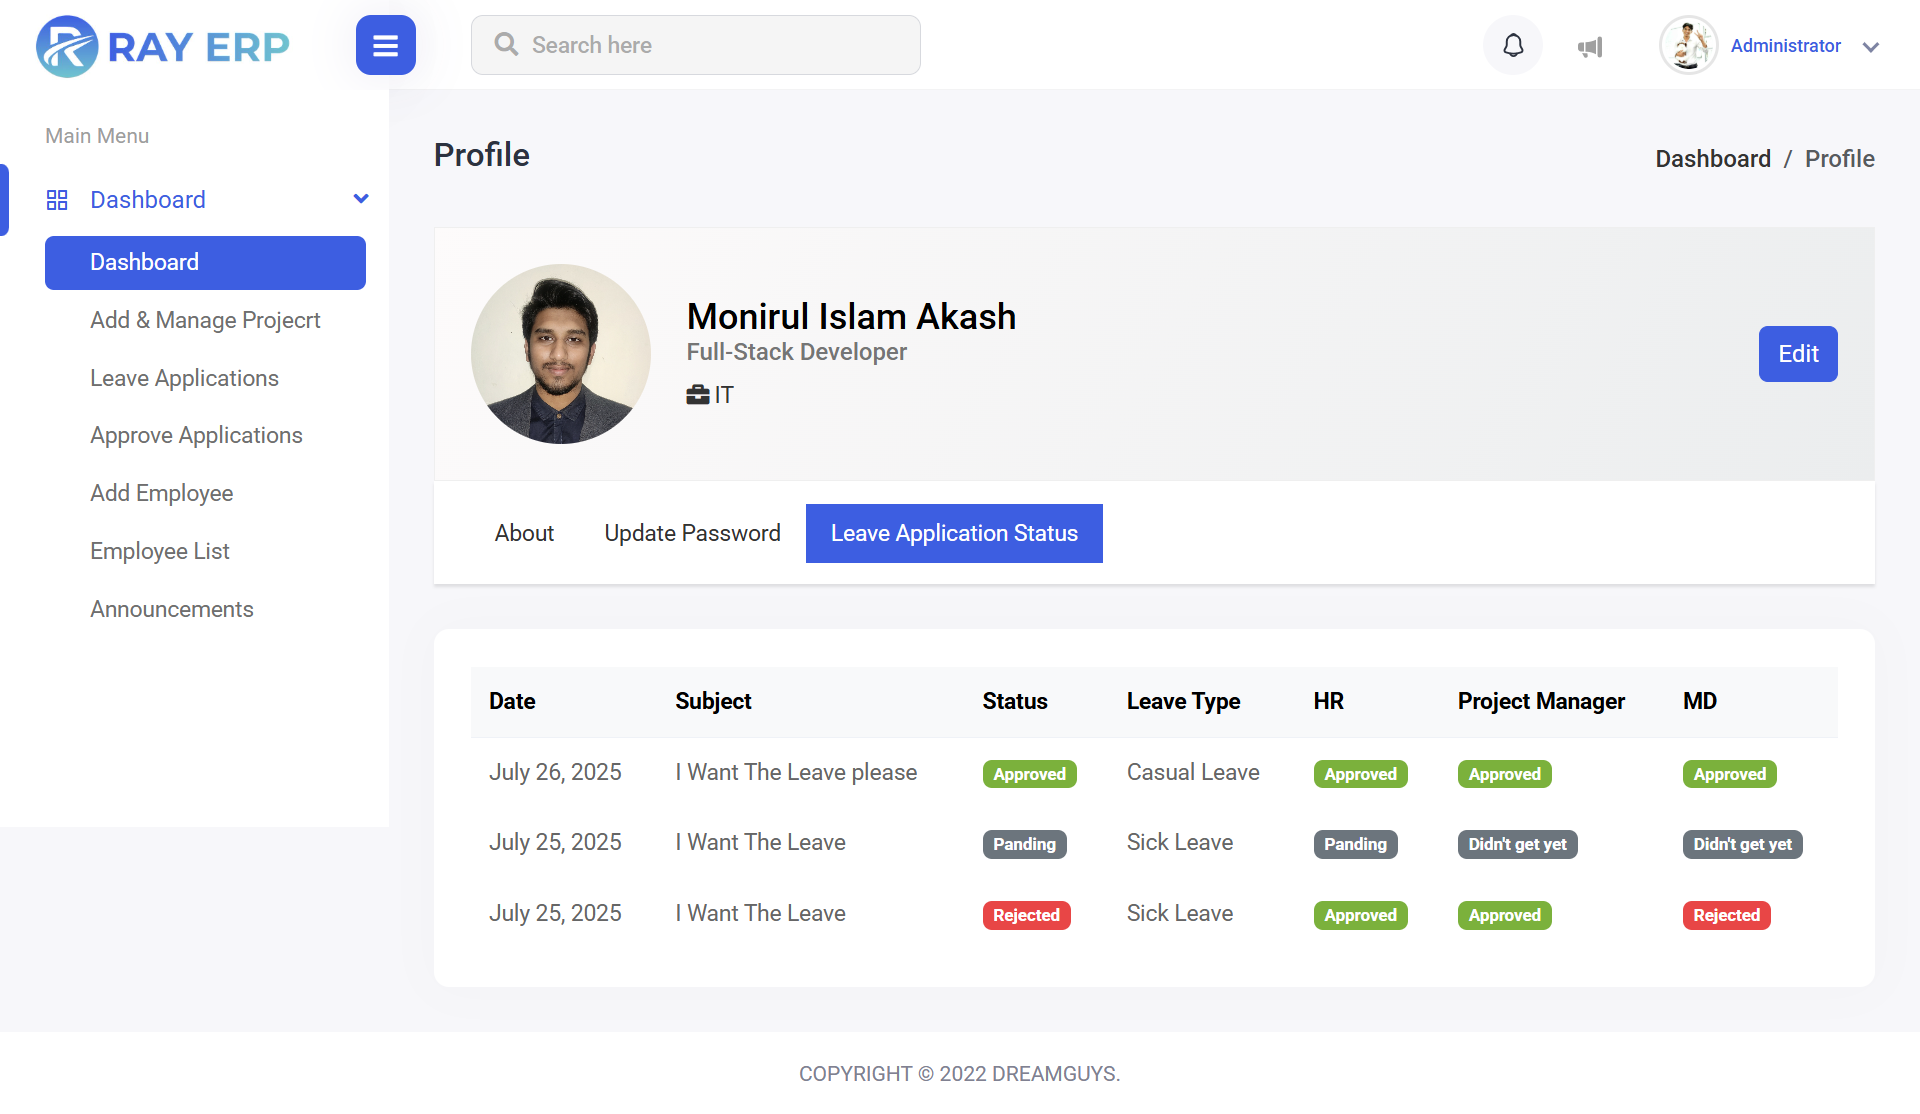 RAY ERP
Search here
Administrator
Main Menu
Dashboard
Dashboard
Add & Manage Projecrt
Leave Applications
Approve Applications
Add Employee
Employee List
Announcements
Profile
Dashboard / Profile
Monirul Islam Akash
Full-Stack Developer
IT
Edit
About Update Password Leave Application Status
Date Subject Status Leave Type HR Project Manager MD
July 26, 2025 I Want The Leave please Approved Casual Leave Approved Approved Approved
July 25, 2025 I Want The Leave Panding Sick Leave Panding Didn't get yet Didn't get yet
July 25, 2025 I Want The Leave Rejected Sick Leave Approved Approved Rejected
COPYRIGHT © 2022 DREAMGUYS.